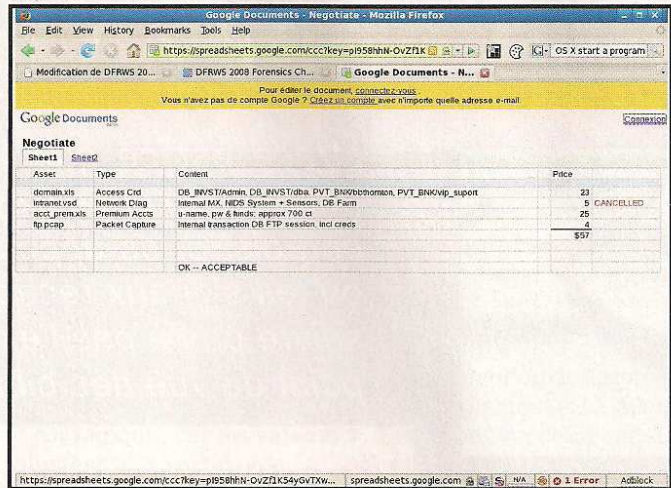 Google Documents - Negotiate - Mozilla Firefox
File Edit View History Bookmarks Tools Help
https://spreadsheets.google.com/ccc?key=pI958hhN-OvZf1K
OS X start a program
Modification de DFRWS 20...
DFRWS 2008 Forensics Ch...
Google Documents - N...
Pour éditer le document, connectez-vous.
Vous n'avez pas de compte Google ? Créez un compte avec n'importe quelle adresse e-mail
Google Documents
Connexion
Negotiate
Sheet1 Sheet2
Asset Type Content Price
domain.xls Access Crd DB_INVST/Admin, DB_INVST/dba, PVT_BNK/bbthornton, PVT_BNK/vip_suport 23
intranet.vsd Network Diag Internal MX, NIDS System + Sensors, DB Farm 5 CANCELLED
acct_prem.xls Premium Accts u-name, pw & funds: approx 700 ct 25
ftp.pcap Packet Capture Internal transaction DB FTP session, incl creds 4
$57
OK -- ACCEPTABLE
https://spreadsheets.google.com/ccc?key=pI958hhN-OvZf1K54yGvTXw... spreadsheets.google.com N/A 1 Error Adblock